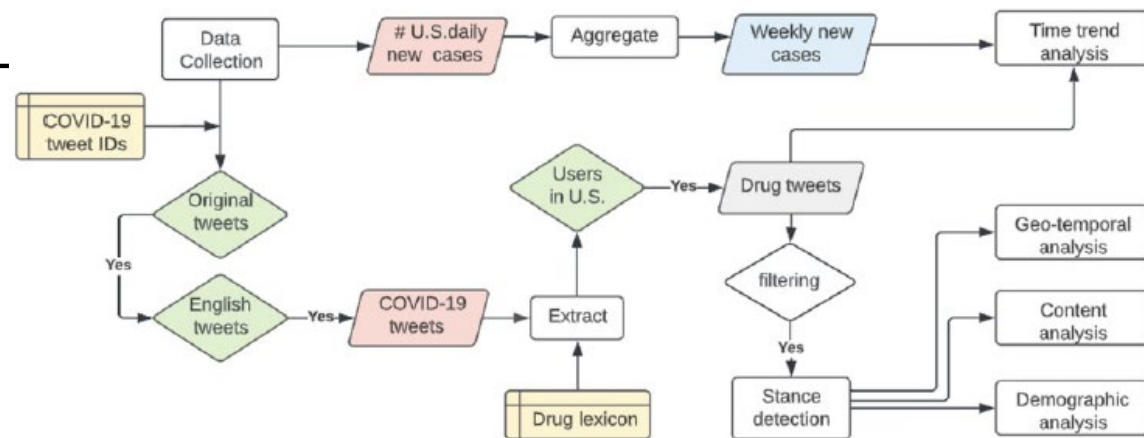 Data
Collection
# U.S.daily
new cases
Aggregate
Weekly new
cases
Time trend
analysis
COVID-19
tweet IDs
Original
tweets
Yes
English
tweets
Yes
COVID-19
tweets
Extract
Drug lexicon
Users
in U.S.
Yes
Drug tweets
filtering
Yes
Stance
detection
Geo-temporal
analysis
Content
analysis
Demographic
analysis